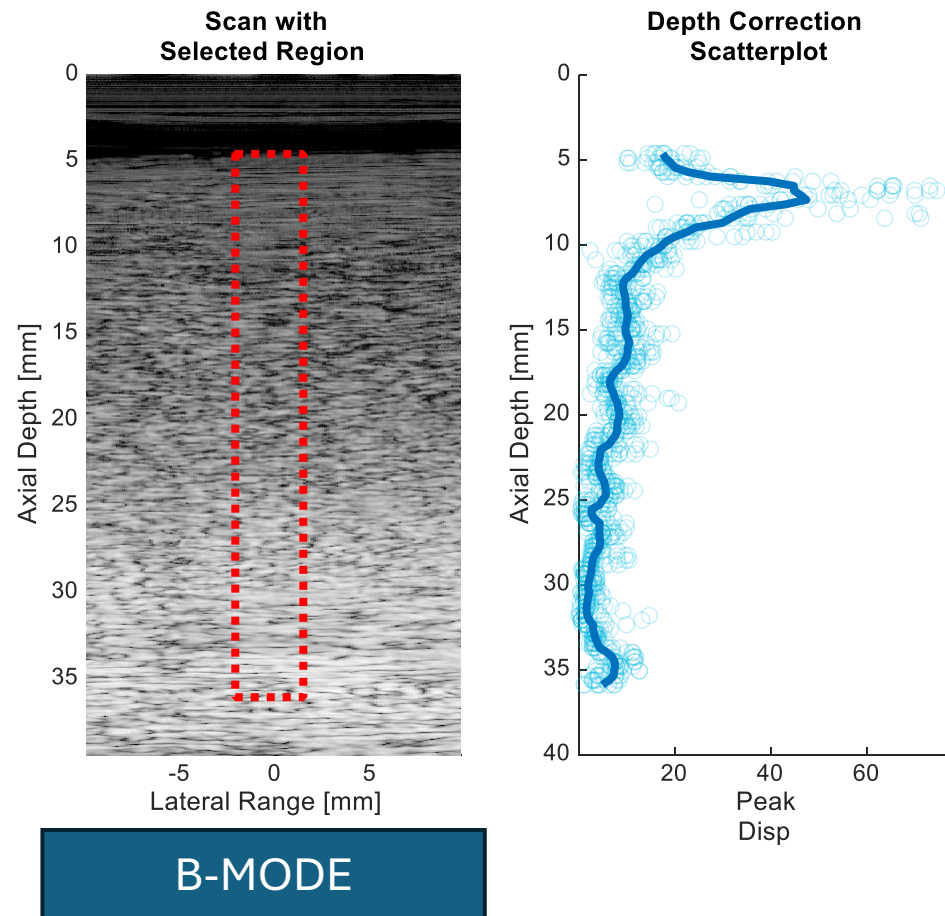 Scan with
Selected Region
0
5
10
15
20
25
30
35
Axial Depth [mm]
-5 0 5
Lateral Range [mm]
B-MODE
Depth Correction
Scatterplot
0
5
10
15
20
25
30
35
40
Axial Depth [mm]
20 40 60
Peak
Disp